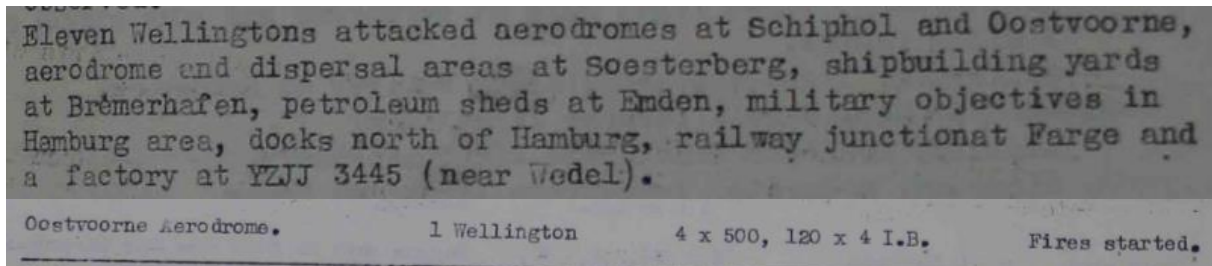 Eleven Wellingtons attacked aerodromes at Schiphol and Oostvoorne,
aerodrome and dispersal areas at Soesterberg, shipbuilding yards
at Bremerhafen, petroleum sheds at Emden, military objectives in
Hamburg area, docks north of Hamburg, railway junctionat Farge and
a factory at YZJJ 3445 (near Wedel).
Oostvoorne Aerodrome. 1 Wellington 4 x 500, 120 x 4 I.B. Fires started.